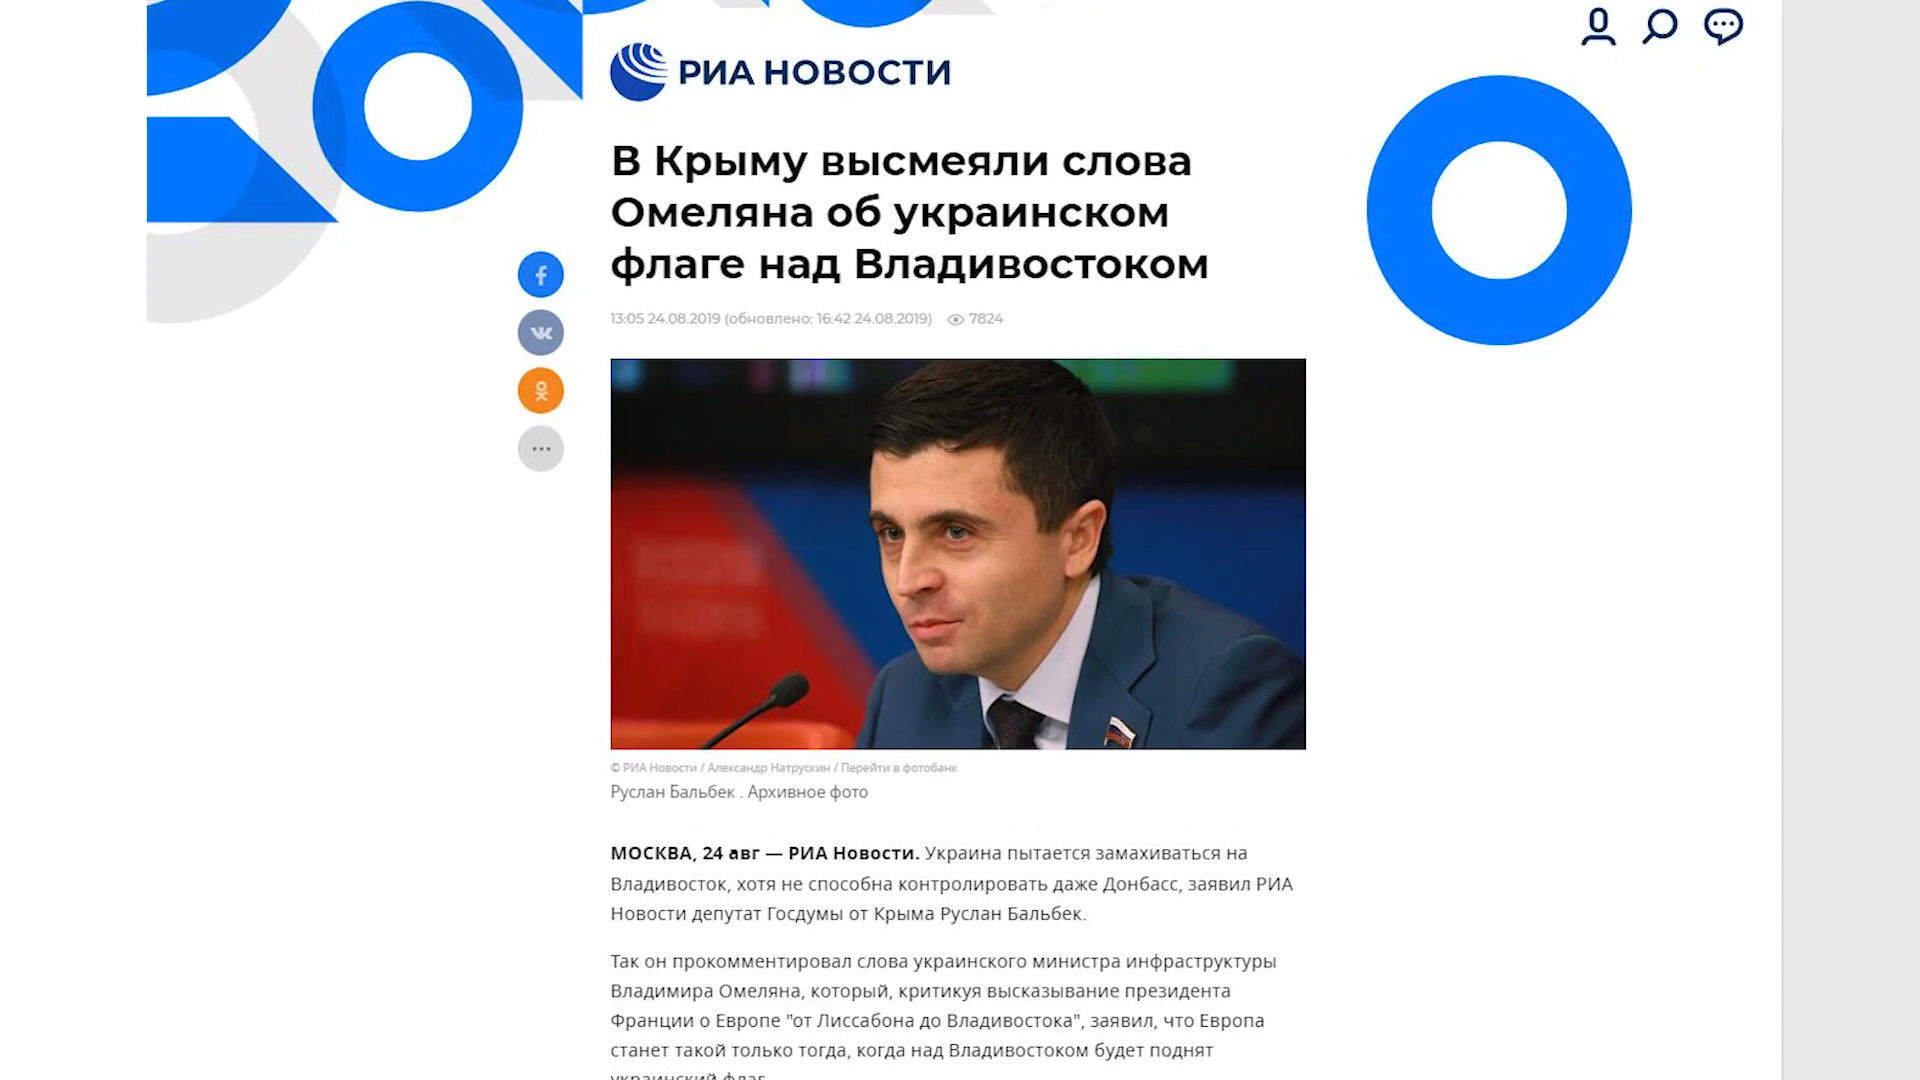 РИА НОВОСТИ
В Крыму высмеяли слова
Омеляна об украинском
флаге над Владивостоком
13:05 24.08.2019 (обновлено: 16:42 24.08.2019) 7824
© РИА Новости / Александр Натрускин / Перейти в фотобанк
Руслан Бальбек . Архивное фото
МОСКВА, 24 авг — РИА Новости. Украина пытается замахиваться на
Владивосток, хотя не способна контролировать даже Донбасс, заявил РИА
Новости депутат Госдумы от Крыма Руслан Бальбек.
Так он прокомментировал слова украинского министра инфраструктуры
Владимира Омеляна, который, критикуя высказывание президента
Франции о Европе "от Лиссабона до Владивостока", заявил, что Европа
станет такой только тогда, когда над Владивостоком будет поднят
украинский флаг.